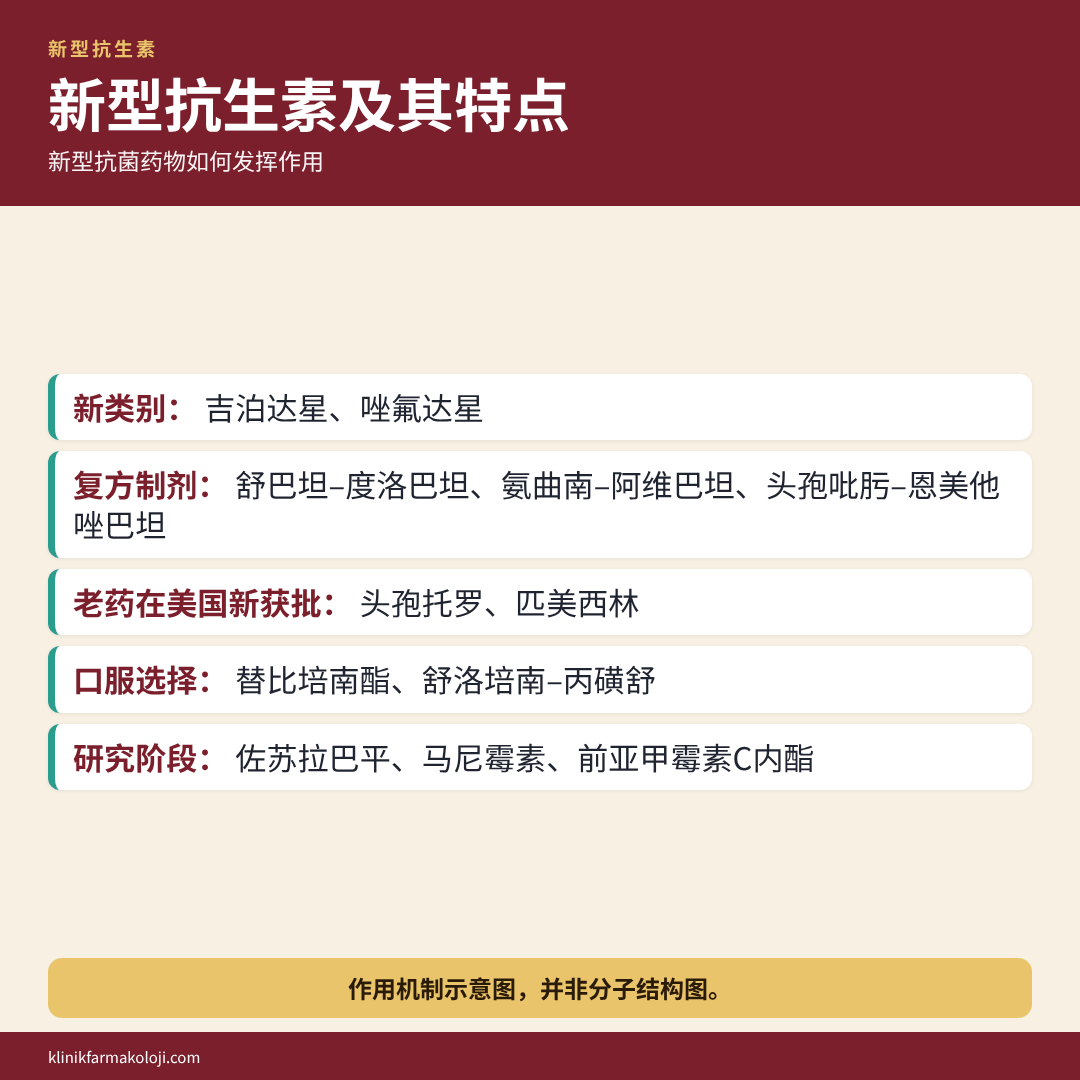 新型抗生素
新型抗生素及其特点
新型抗菌药物如何发挥作用
新类别： 吉泊达星、唑氟达星
复方制剂： 舒巴坦–度洛巴坦、氨曲南–阿维巴坦、头孢吡肟–恩美他
唑巴坦
老药在美国新获批： 头孢托罗、匹美西林
口服选择： 替比培南酯、舒洛培南–丙磺舒
研究阶段： 佐苏拉巴平、马尼霉素、前亚甲霉素C内酯
作用机制示意图，并非分子结构图。
klinikfarmakoloji.com